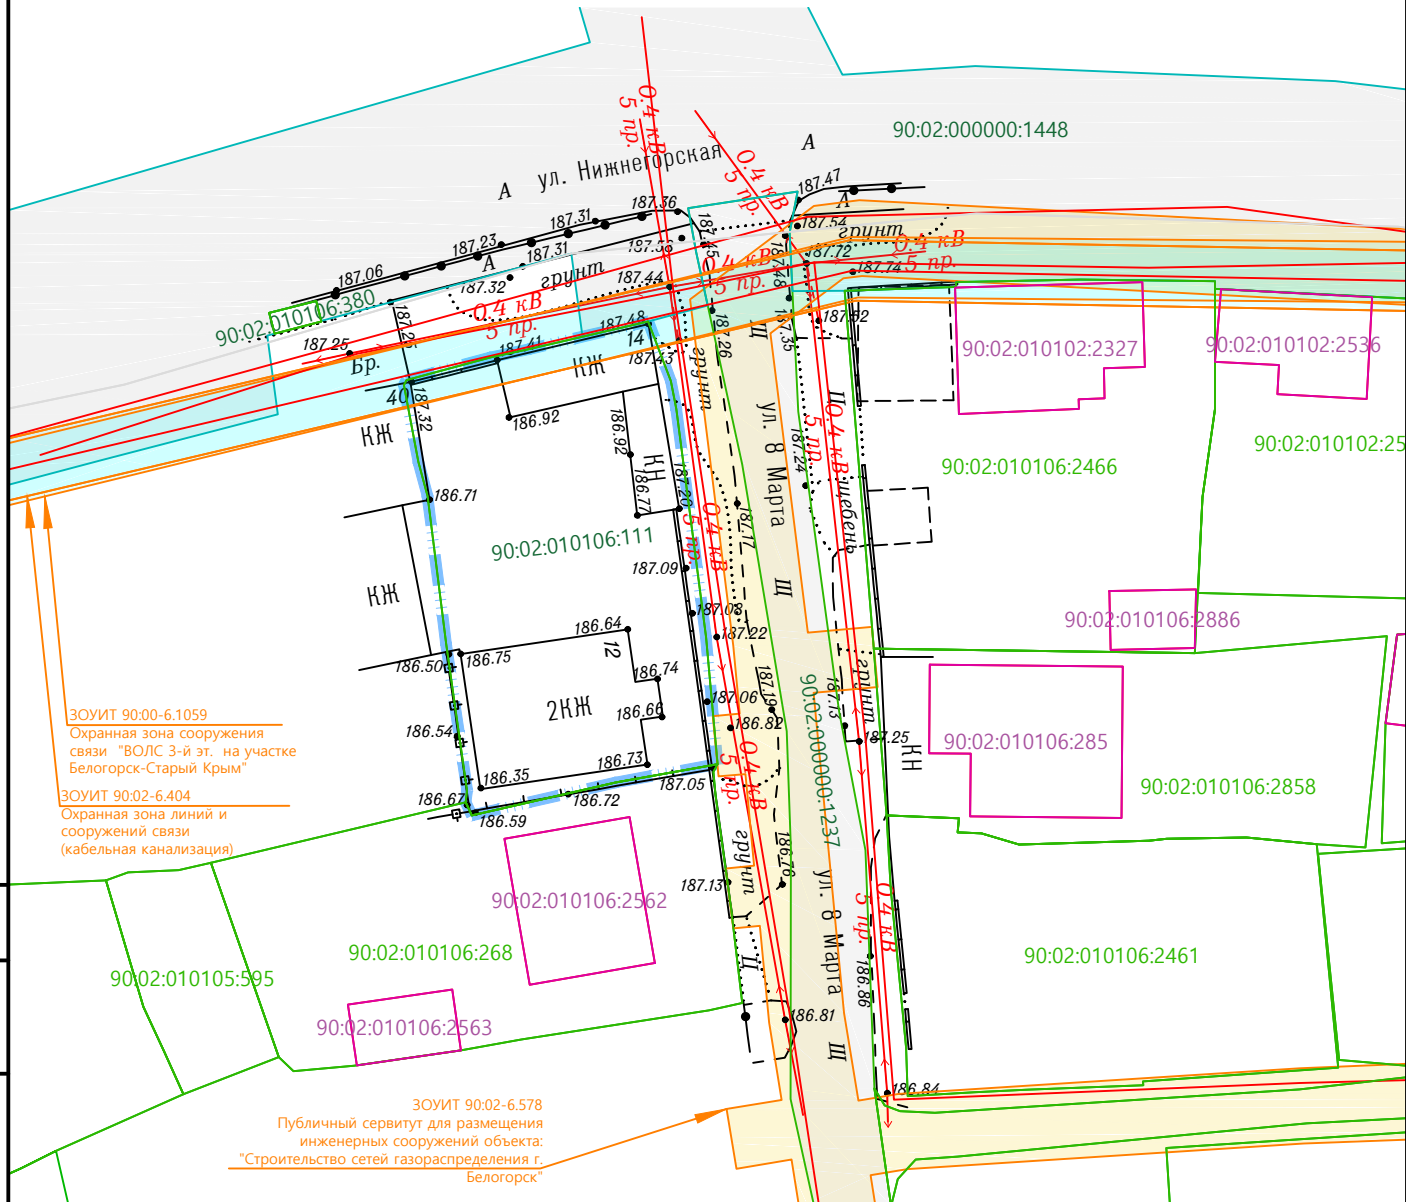 90:02:000000:1448
ул. Нижнегорская
А
А
А
А
0.4 кВ
5 пр.
0.4 кВ
5 пр.
187.47
187.36
187.31
187.23
187.06
187.31
187.54
грунт
187.45
187.72
0.4 кВ
5 пр.
187.74
187.48
0.4 кВ
5 пр.
187.44
грунт
187.32
90:02:010106:380
0.4 кВ
5 пр.
187.48
187.41
14
187.43
187.25
Бр.
40
187.32
КЖ
КЖ
187.26
Щ
187.35
грунт
90:02:010102:2327
90:02:010102:2536
90:02:010102:25
90:02:010106:2466
186.92
186.92
КН
186.77
187.20
ул. 8 Марта
187.24
0.4 кВ
5 пр.
щебень
186.71
90:02:010106:111
0.4 кВ
5 пр.
187.17
187.09
КЖ
Щ
187.08
187.22
186.64
12
186.50
186.75
186.74
2КЖ
186.66
187.06
187.19
186.82
186.54
186.73
187.05
186.35
186.67
186.59
186.72
90:02:010106:2886
грунт
187.13
187.25
КН
90:02:010106:285
90:02:010106:2858
90:02:000000:1237
0.4 кВ
5 пр.
ЗОУИТ 90:00-6.1059
Охранная зона сооружения
связи "ВОЛС 3-й эт. на участке
Белогорск-Старый Крым"
ЗОУИТ 90:02-6.404
Охранная зона линий и
сооружений связи
(кабельная канализация)
грунт
186.76
187.13
90:02:010106:2562
90:02:010106:268
90:02:010105:595
90:02:010106:2563
ул. 8 Марта
0.4 кВ
5 пр.
186.86
90:02:010106:2461
Ц
186.81
Щ
186.84
ЗОУИТ 90:02-6.578
Публичный сервитут для размещения
инженерных сооружений объекта:
"Строительство сетей газораспределения г.
Белогорск"